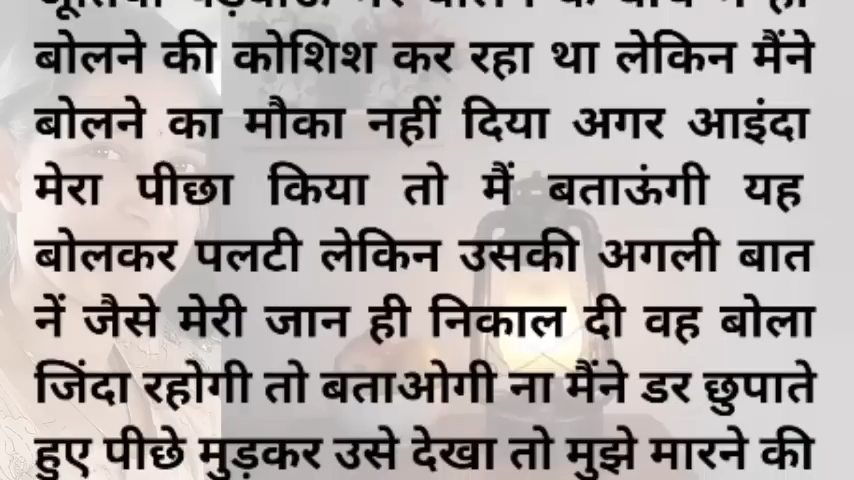 बोलने की कोशिश कर रहा था लेकिन मैंने
बोलने का मौका नहीं दिया अगर आइंदा
मेरा पीछा किया तो मैं बताऊंगी यह
बोलकर पलटी लेकिन उसकी अगली बात
नें जैसे मेरी जान ही निकाल दी वह बोला
जिंदा रहोगी तो बताओगी ना मैंने डर छुपाते
हुए पीछे मुड़कर उसे देखा तो मुझे मारने की